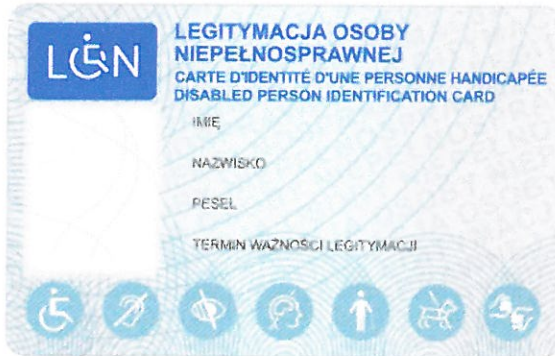 LEGITYMACJA OSOBY
NIEPEŁNOSPRAWNEJ
CARTE D'IDENTITÉ D'UNE PERSONNE HANDICAPÉE
DISABLED PERSON IDENTIFICATION CARD
IMIĘ
NAZWISKO
PESEL
TERMIN WAŻNOŚCI LEGITYMACJI